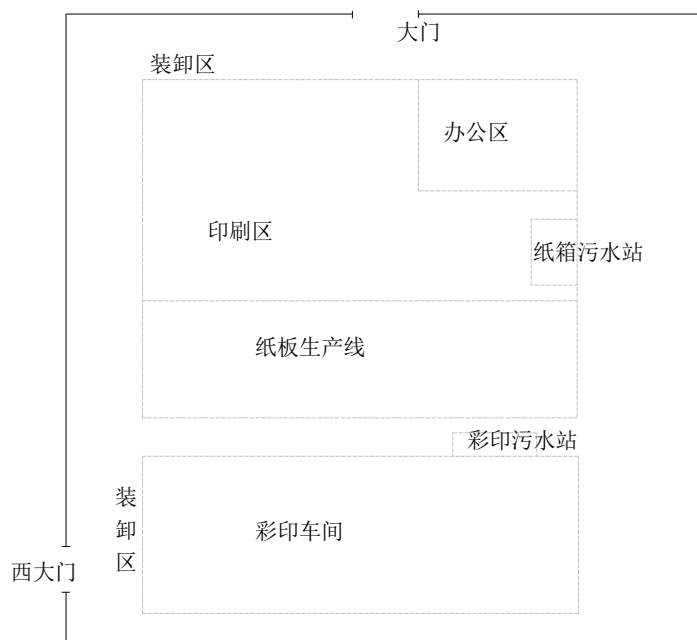 大门
装卸区
办公区
印刷区
纸箱污水站
纸板生产线
彩印污水站
装卸区
彩印车间
西大门